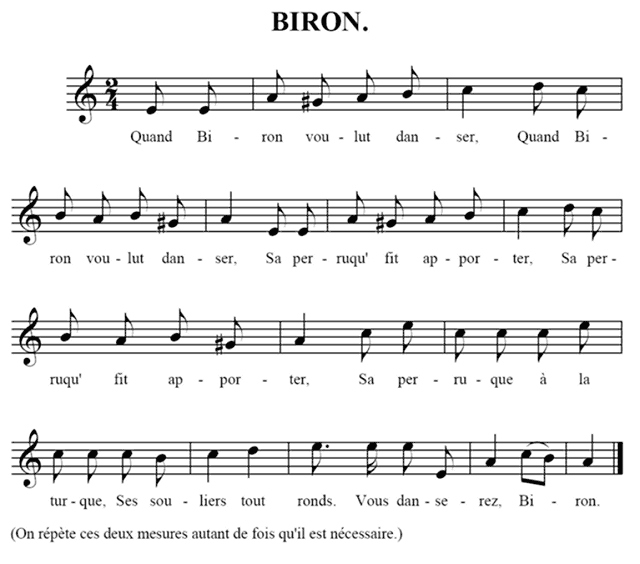 BIRON.
Quand Bi - ron vou - lut dan - ser, Quand Bi -
ron vou - lut dan - ser, Sa per - ruqu' fit ap - por - ter, Sa per -
ruqu' fit ap - por - ter, Sa per - ru - que à la
tur - que, Ses sou - liers tout ronds. Vous dan - se - rez, Bi - ron.
(On répète ces deux mesures autant de fois qu'il est nécessaire.)